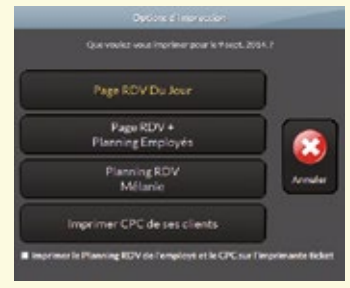 Options d'impression
Que voulez vous imprimer pour le 9 sept. 2014. ?
Page RDV Du Jour
Page RDV +
Planning Employés
Planning RDV
Mélanie
Annuler
Imprimer CPC de ses clients
Imprimer le Planning RDV de l'employé et le CPC sur l'imprimante ticket